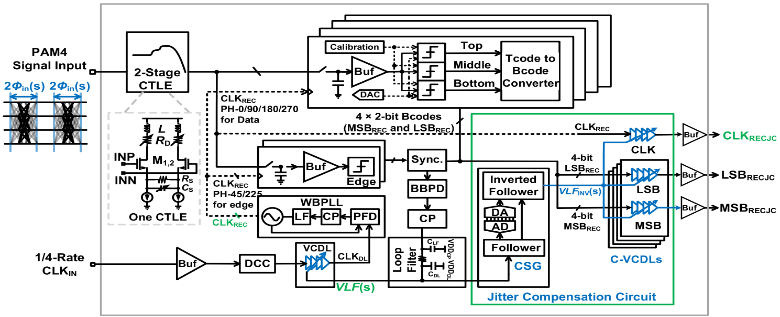 PAM4
Signal Input
2Φin(s) 2Φin(s)
2-Stage
CTLE
L
RD
M1,2
INP
INN
RS
CS
One CTLE
Calibration
Buf
DAC
Top
Middle
Bottom
Tcode to
Bcode
Converter
CLKREC
PH-0/90/180/270
for Data
4 × 2-bit Bcodes
(MSBREC and LSBREC)
CLKREC
PH-45/225
for edge
Buf
Edge
Sync.
BBPD
CP
WBPLL
LF
CP
PFD
CLKREC
1/4-Rate
CLKIN
Buf
DCC
VCDL
CLKDL
VLF(s)
Loop
Filter
CLF
CDL
Inverted
Follower
DA
AD
Follower
CSG
VLFINV(s)
CLKREC
CLK
4-bit
LSBREC
LSB
4-bit
MSBREC
MSB
C-VCDLs
Jitter Compensation Circuit
Buf
CLKRECJC
Buf
LSBRECJC
Buf
MSBRECJC